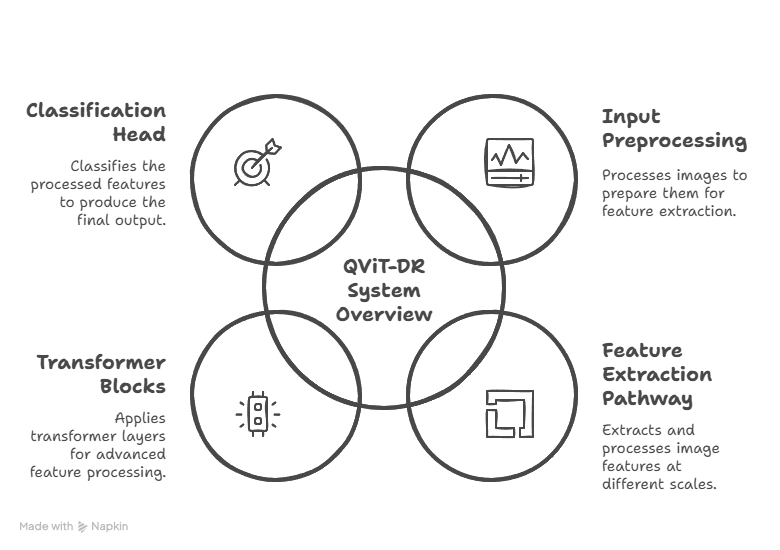 Classification
Head
Classifies the
processed features
to produce the
final output.
Input
Preprocessing
Processes images to
prepare them for
feature extraction.
QViT-DR
System
Overview
Transformer
Blocks
Applies
transformer layers
for advanced
feature processing.
Feature
Extraction
Pathway
Extracts and
processes image
features at
different scales.
Made with Napkin